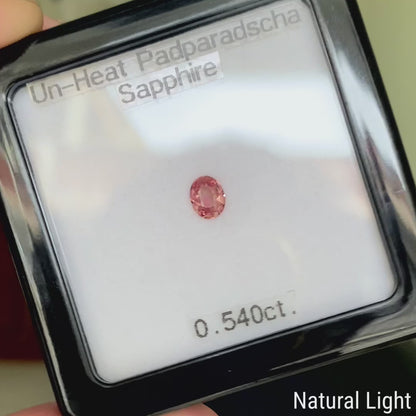 Un-Heat Padparadscha
Sapphire
0.540ct.
Natural Light